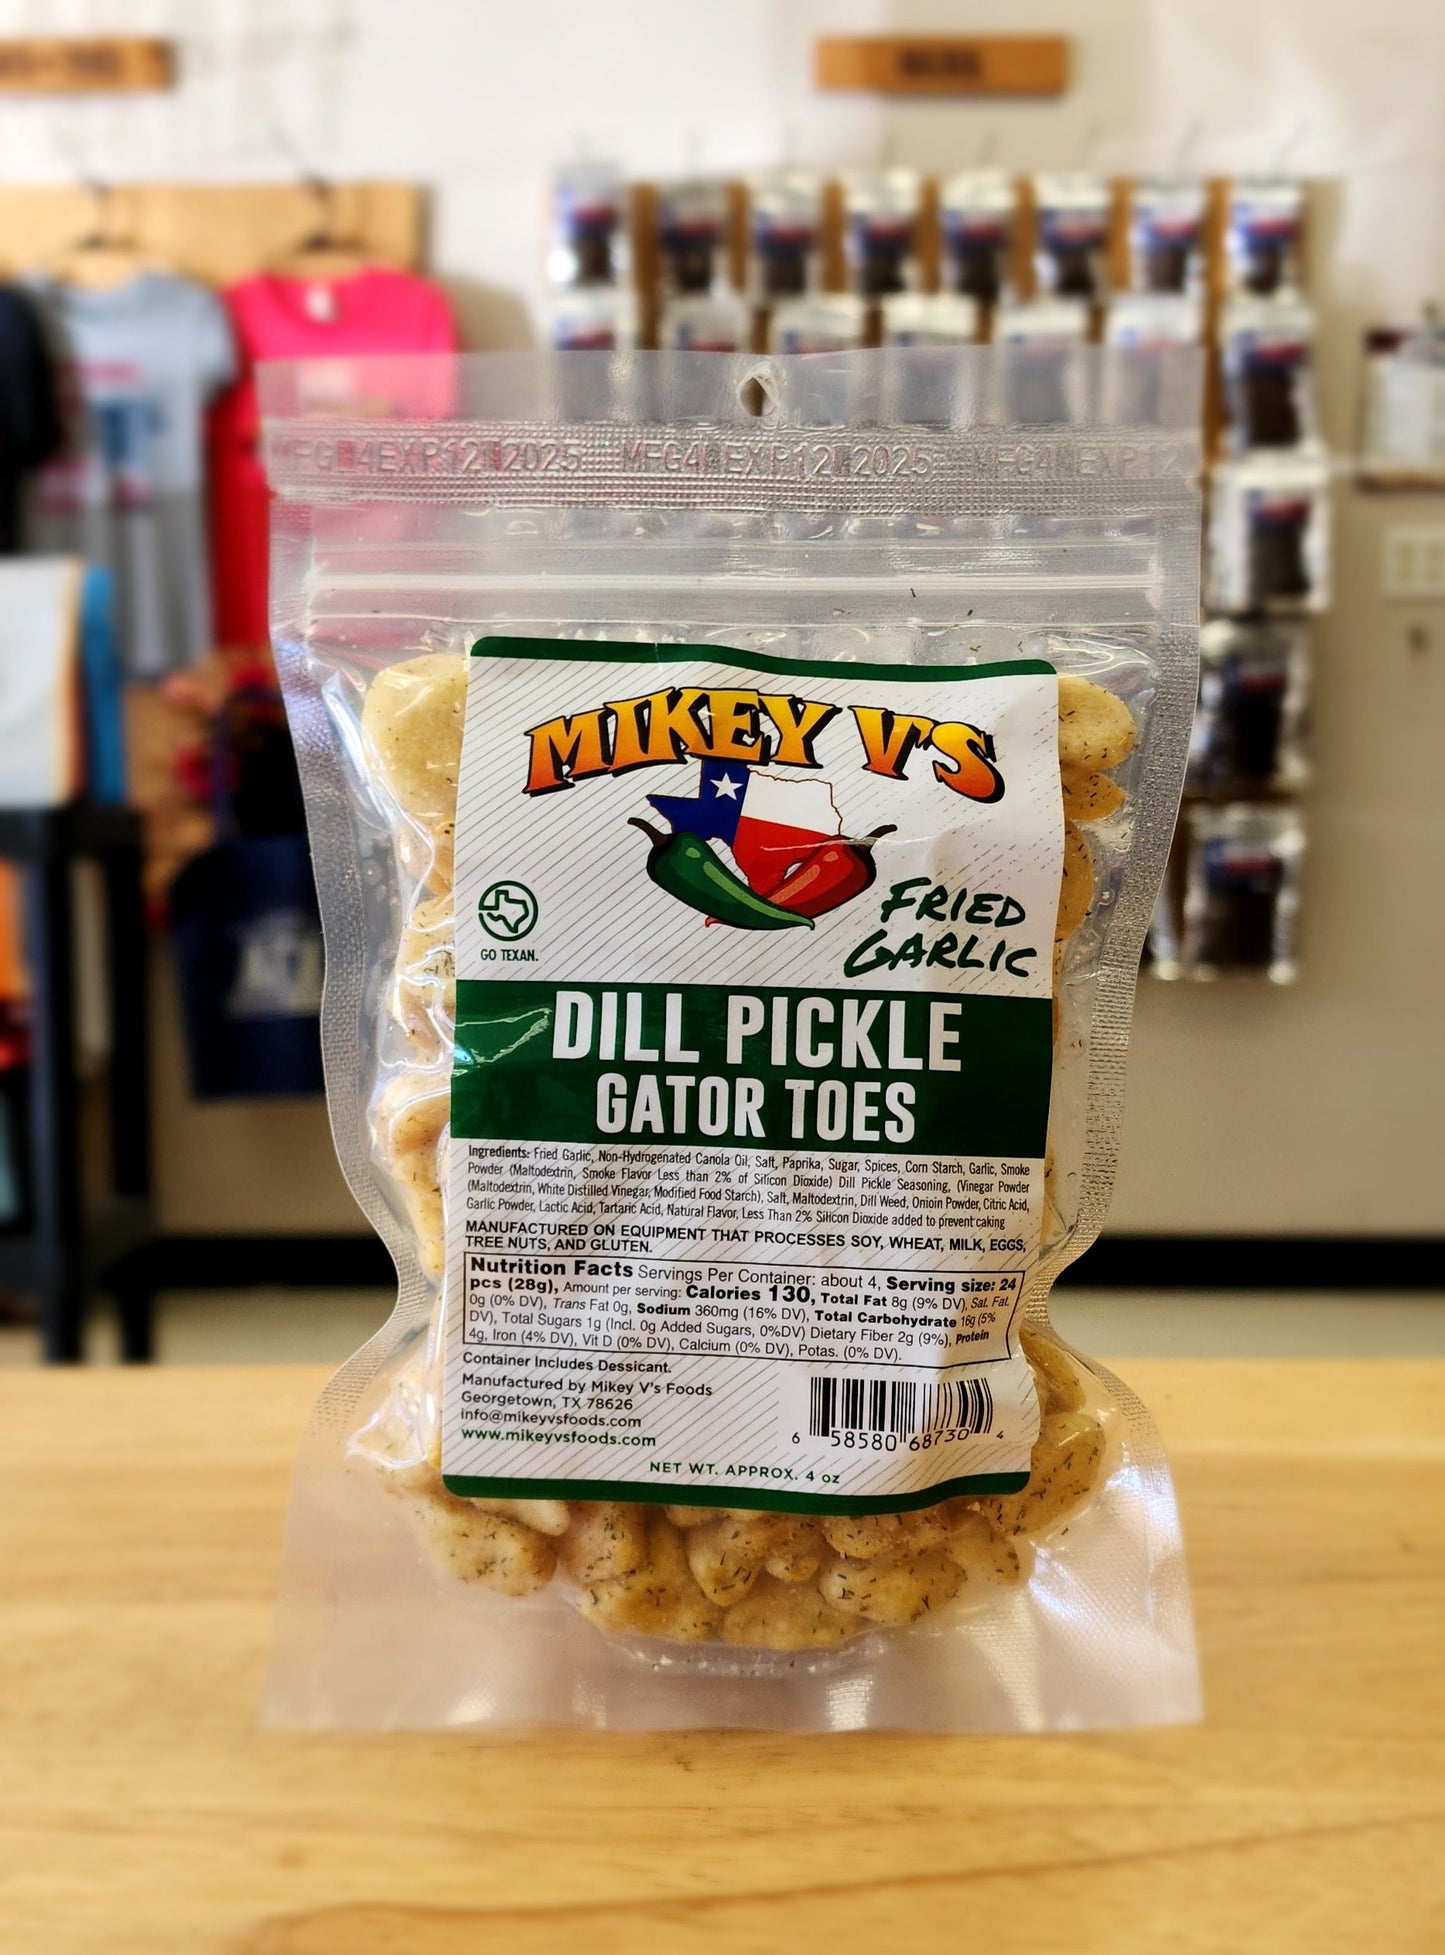 EXP12 2025 MFG4 EXP12 2025 MFG4 EXP12
MIKEY V'S
FRIED
GARLIC
GO TEXAN.
DILL PICKLE
GATOR TOES
Ingredients: Fried Garlic, Non-Hydrogenated Canola Oil, Salt, Paprika, Sugar, Spices, Corn Starch, Garlic, Smoke
Powder (Maltodextrin, Smoke Flavor Less than 2% of Silicon Dioxide) Dill Pickle Seasoning, (Vinegar Powder
(Maltodextrin, White Distilled Vinegar, Modified Food Starch), Salt, Maltodextrin, Dill Weed, Onioin Powder, Citric Acid,
Garlic Powder, Lactic Acid, Tartaric Acid, Natural Flavor, Less Than 2% Silicon Dioxide added to prevent caking
MANUFACTURED ON EQUIPMENT THAT PROCESSES SOY, WHEAT, MILK, EGGS,
TREE NUTS, AND GLUTEN.
Nutrition Facts Servings Per Container: about 4, Serving size: 24
pcs (28g), Amount per serving: Calories 130, Total Fat 8g (9% DV), Sat. Fat.
0g (0% DV), Trans Fat 0g, Sodium 360mg (16% DV), Total Carbohydrate 16g (5%
DV), Total Sugars 1g (Incl. 0g Added Sugars, 0%DV) Dietary Fiber 2g (9%), Protein
4g, Iron (4% DV), Vit D (0% DV), Calcium (0% DV), Potas. (0% DV).
Container Includes Dessicant.
Manufactured by Mikey V's Foods
Georgetown, TX 78626
info@mikeyvsfoods.com
www.mikeyvsfoods.com
6 58580 68730 4
NET WT. APPROX. 4 oz